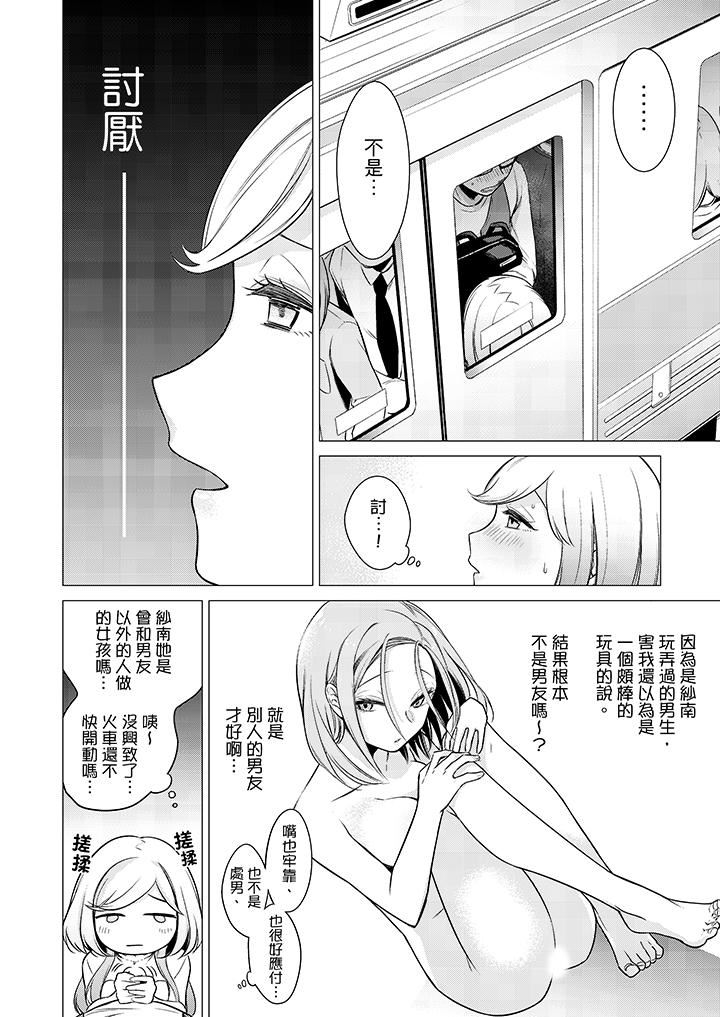 ……
不是…
討…！
討厭——
因為是紗南
玩弄過的男生，
害我還以為是
一個頗棒的
玩具的說。
結果根本
不是男友嗎～？
就是
別人的男友
才好啊…
嘴也牢靠、
也不是
處男、
也很好應付…
紗南她是
曾和男友
以外的人做
的女孩嗎…
咦～
沒興致了…
火車還不
快開動嗎…
搓揉
搓揉